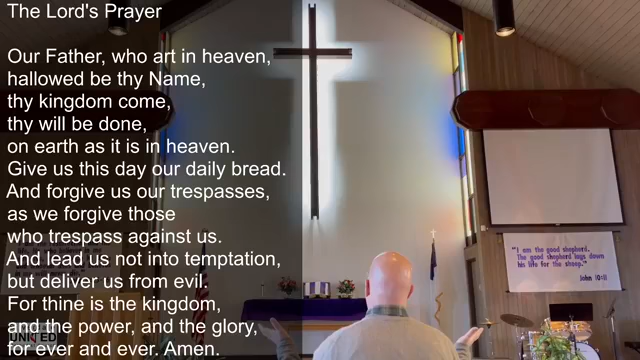 The Lord's Prayer
Our Father, who art in heaven,
hallowed be thy Name,
thy kingdom come,
thy will be done,
on earth as it is in heaven.
Give us this day our daily bread.
And forgive us our trespasses,
as we forgive those
who trespass against us.
And lead us not into temptation,
but deliver us from evil.
For thine is the kingdom,
and the power, and the glory,
for ever and ever. Amen.
"I am the good shepherd.
The good shepherd lays down
his life for the sheep."
John 10:11
UNITED